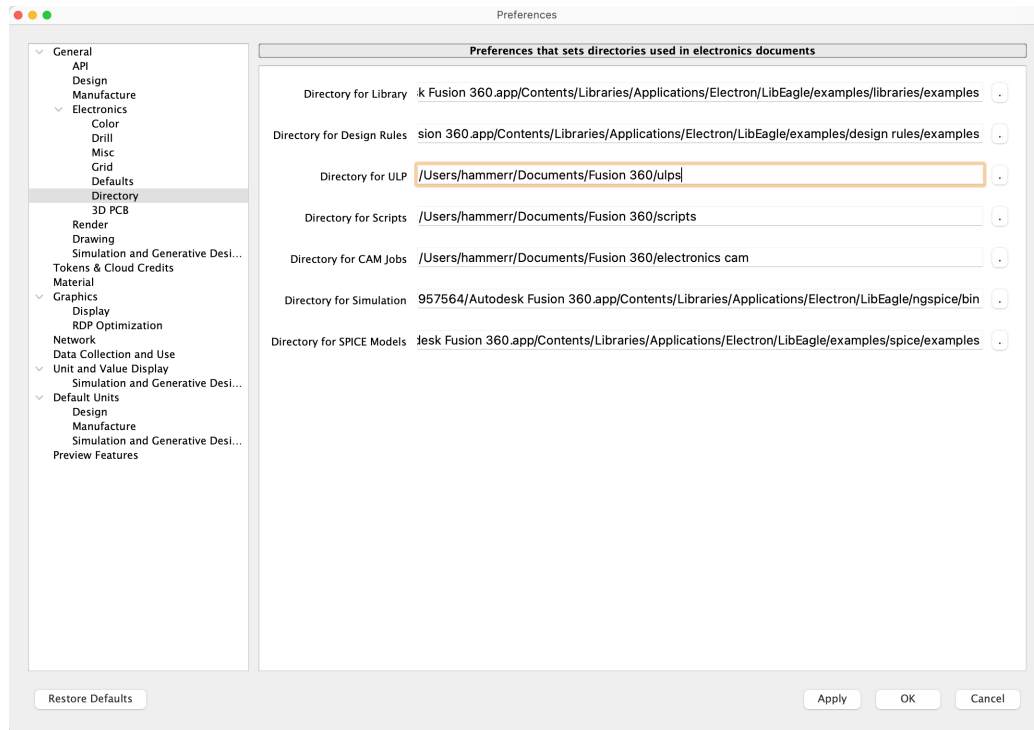 Preferences
General
API
Design
Manufacture
Electronics
Color
Drill
Misc
Grid
Defaults
Directory
3D PCB
Render
Drawing
Simulation and Generative Desi...
Tokens & Cloud Credits
Material
Graphics
Display
RDP Optimization
Network
Data Collection and Use
Unit and Value Display
Simulation and Generative Desi...
Default Units
Design
Manufacture
Simulation and Generative Desi...
Preview Features
Preferences that sets directories used in electronics documents
Directory for Library k Fusion 360.app/Contents/Libraries/Applications/Electron/LibEagle/examples/libraries/examples .
Directory for Design Rules sion 360.app/Contents/Libraries/Applications/Electron/LibEagle/examples/design rules/examples .
Directory for ULP /Users/hammerr/Documents/Fusion 360/ulps .
Directory for Scripts /Users/hammerr/Documents/Fusion 360/scripts .
Directory for CAM Jobs /Users/hammerr/Documents/Fusion 360/electronics cam .
Directory for Simulation 957564/Autodesk Fusion 360.app/Contents/Libraries/Applications/Electron/LibEagle/ngspice/bin .
Directory for SPICE Models desk Fusion 360.app/Contents/Libraries/Applications/Electron/LibEagle/examples/spice/examples .
Restore Defaults Apply OK Cancel